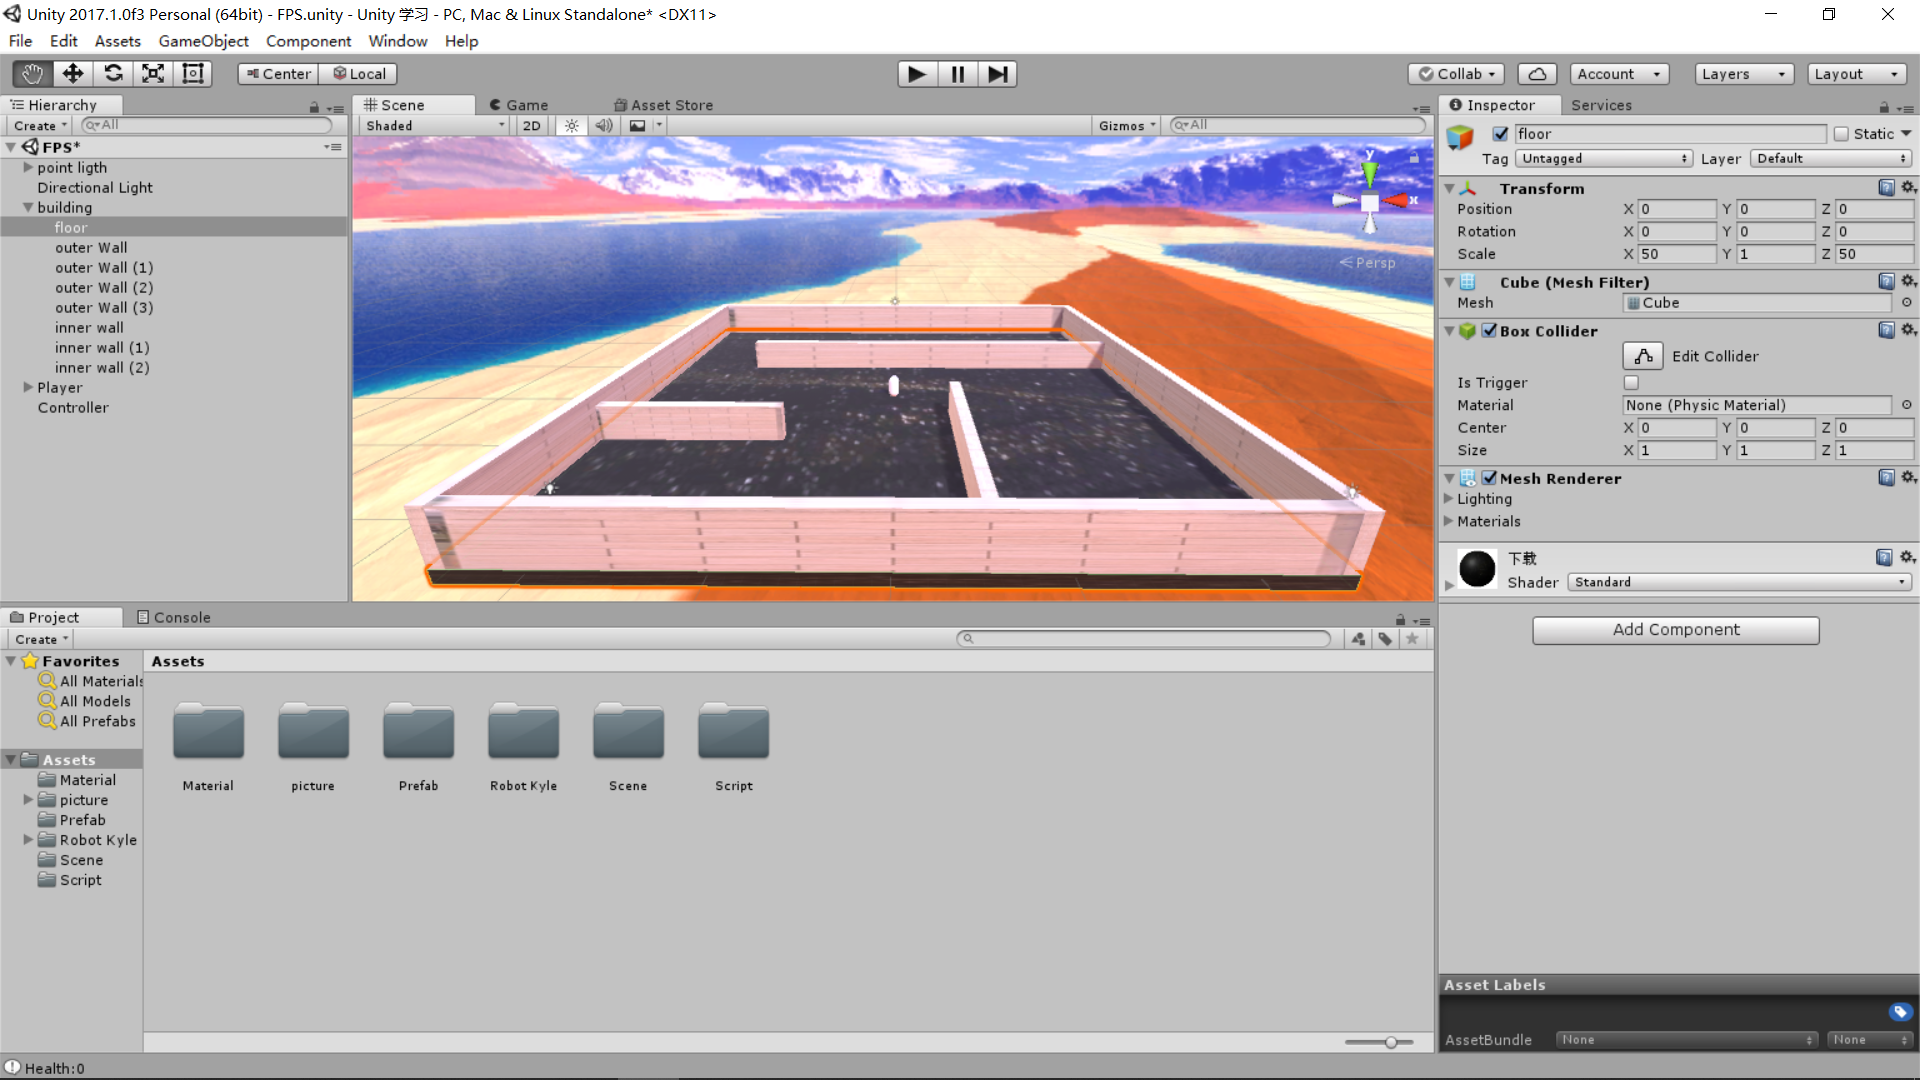 Unity 2017.1.0f3 Personal (64bit) - FPS.unity - Unity 学习 - PC, Mac & Linux Standalone* <DX11>
File Edit Assets GameObject Component Window Help
Center Local
Collab Account Layers Layout
Hierarchy
Create All
FPS*
point ligth
Directional Light
building
floor
outer Wall
outer Wall (1)
outer Wall (2)
outer Wall (3)
inner wall
inner wall (1)
inner wall (2)
Player
Controller
Scene Game Asset Store
Shaded 2D Gizmos All
y
x
Persp
Inspector Services
floor Static
Tag Untagged Layer Default
Transform
Position X 0 Y 0 Z 0
Rotation X 0 Y 0 Z 0
Scale X 50 Y 1 Z 50
Cube (Mesh Filter)
Mesh Cube
Box Collider
Edit Collider
Is Trigger
Material None (Physic Material)
Center X 0 Y 0 Z 0
Size X 1 Y 1 Z 1
Mesh Renderer
Lighting
Materials
下载
Shader Standard
Add Component
Project Console
Create
Favorites
All Materials
All Models
All Prefabs
Assets
Material
picture
Prefab
Robot Kyle
Scene
Script
Assets
Material picture Prefab Robot Kyle Scene Script
Asset Labels
AssetBundle None None
Health:0